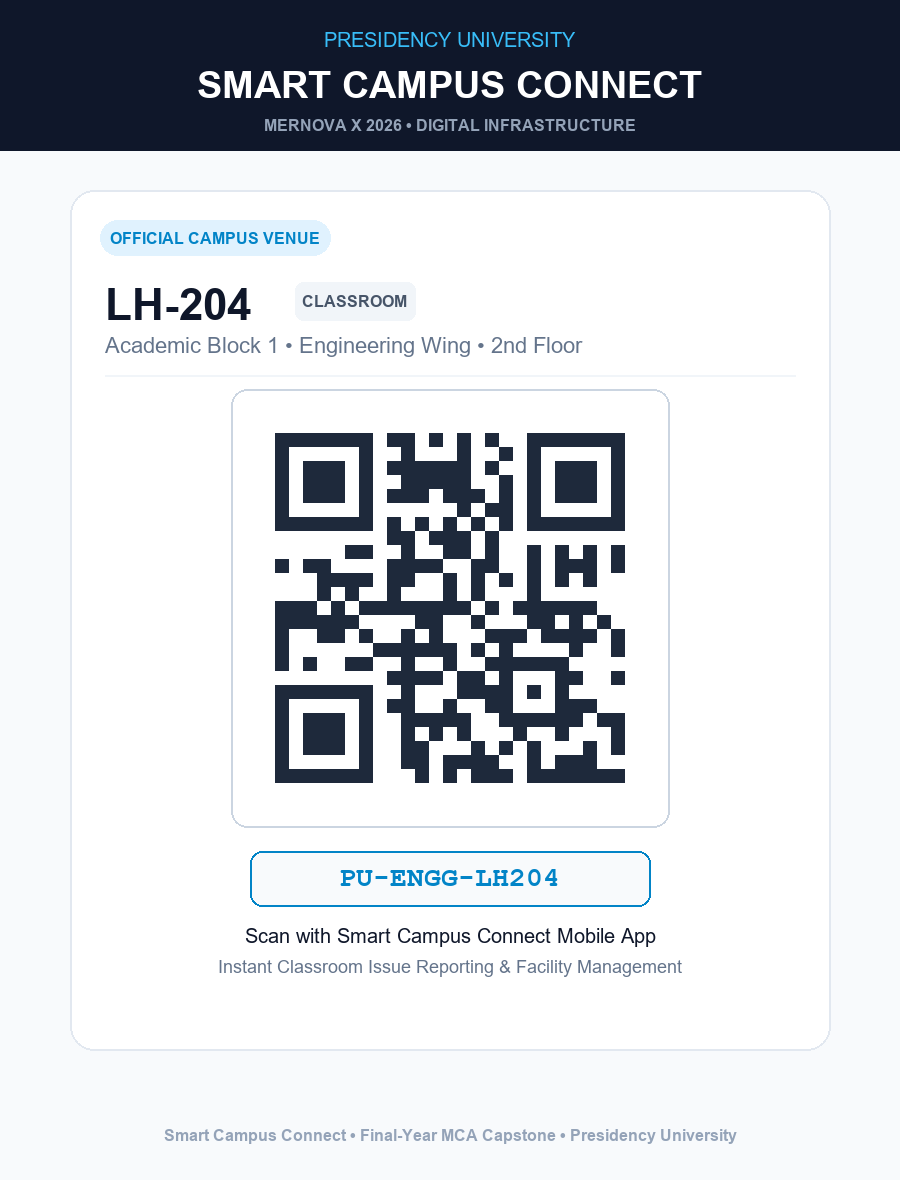 PRESIDENCY UNIVERSITY
SMART CAMPUS CONNECT
MERNOVA X 2026 • DIGITAL INFRASTRUCTURE
OFFICIAL CAMPUS VENUE
LH-204 CLASSROOM
Academic Block 1 • Engineering Wing • 2nd Floor
PU-ENGG-LH204
Scan with Smart Campus Connect Mobile App
Instant Classroom Issue Reporting & Facility Management
Smart Campus Connect • Final-Year MCA Capstone • Presidency University